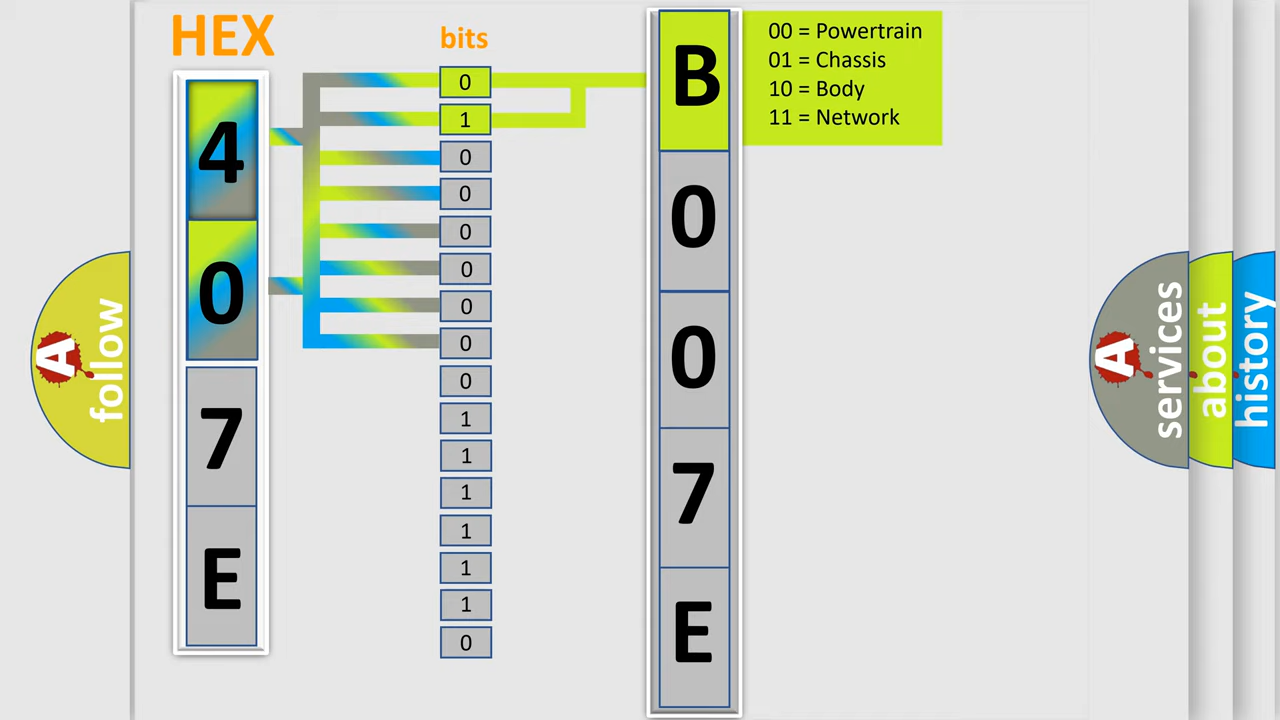 HEX
bits
4
0
7
E
0
1
0
0
0
0
0
0
0
1
1
1
1
1
1
0
B
0
0
7
E
00 = Powertrain
01 = Chassis
10 = Body
11 = Network
A
follow
A
services
about
history